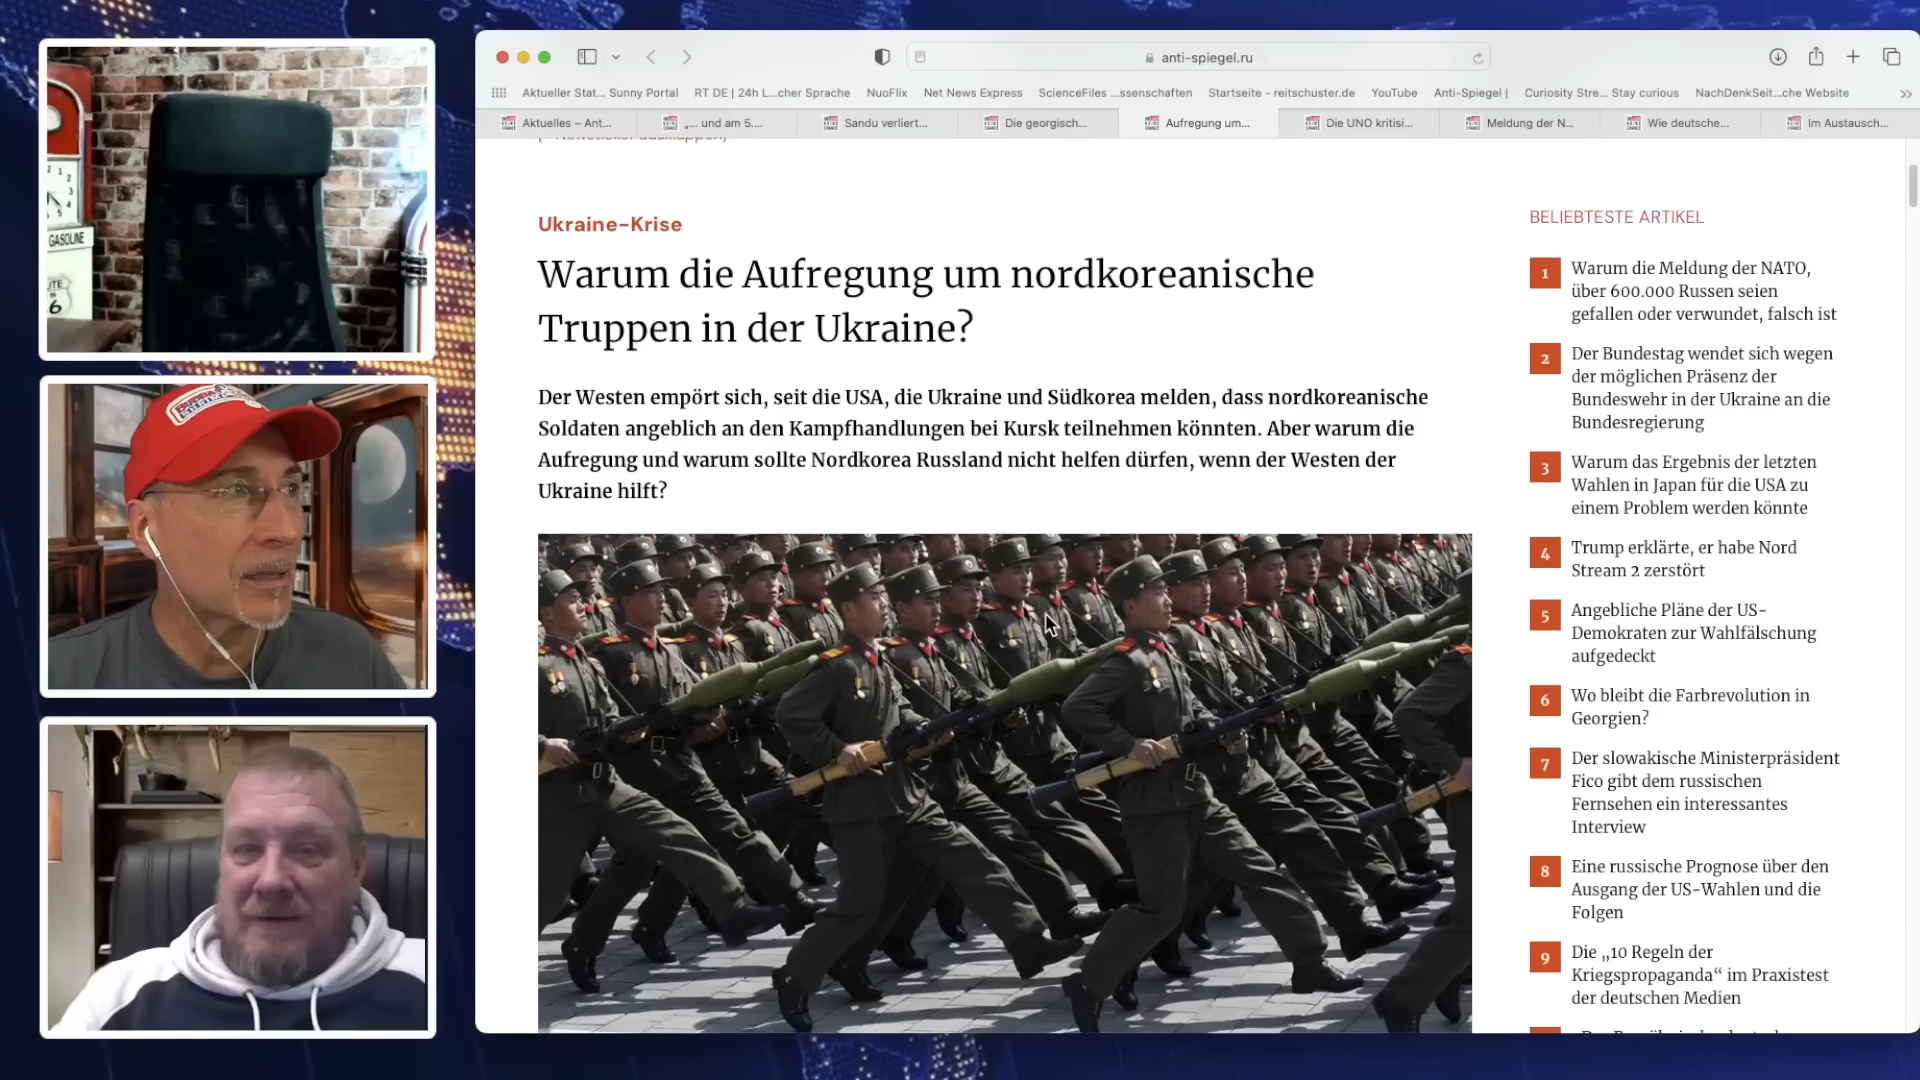 anti-spiegel.ru
Aktueller Stat... Sunny Portal
RT DE | 24h L...cher Sprache
NuoFlix
Net News Express
ScienceFiles ...ssenschaften
Startseite - reitschuster.de
YouTube
Anti-Spiegel |
Curiosity Stre... Stay curious
NachDenkSeit...che Website
Aktuelles – Ant...
„... und am 5....
Sandu verliert...
Die georgisch...
Aufregung um...
Die UNO kritisi...
Meldung der N...
Wie deutsche...
Im Austausch...
Ukraine-Krise
Warum die Aufregung um nordkoreanische
Truppen in der Ukraine?
Der Westen empört sich, seit die USA, die Ukraine und Südkorea melden, dass nordkoreanische
Soldaten angeblich an den Kampfhandlungen bei Kursk teilnehmen könnten. Aber warum die
Aufregung und warum sollte Nordkorea Russland nicht helfen dürfen, wenn der Westen der
Ukraine hilft?
BELIEBTESTE ARTIKEL
1 Warum die Meldung der NATO,
über 600.000 Russen seien
gefallen oder verwundet, falsch ist
2 Der Bundestag wendet sich wegen
der möglichen Präsenz der
Bundeswehr in der Ukraine an die
Bundesregierung
3 Warum das Ergebnis der letzten
Wahlen in Japan für die USA zu
einem Problem werden könnte
4 Trump erklärte, er habe Nord
Stream 2 zerstört
5 Angebliche Pläne der US-
Demokraten zur Wahlfälschung
aufgedeckt
6 Wo bleibt die Farbrevolution in
Georgien?
7 Der slowakische Ministerpräsident
Fico gibt dem russischen
Fernsehen ein interessantes
Interview
8 Eine russische Prognose über den
Ausgang der US-Wahlen und die
Folgen
9 Die „10 Regeln der
Kriegspropaganda“ im Praxistest
der deutschen Medien
GASOLINE